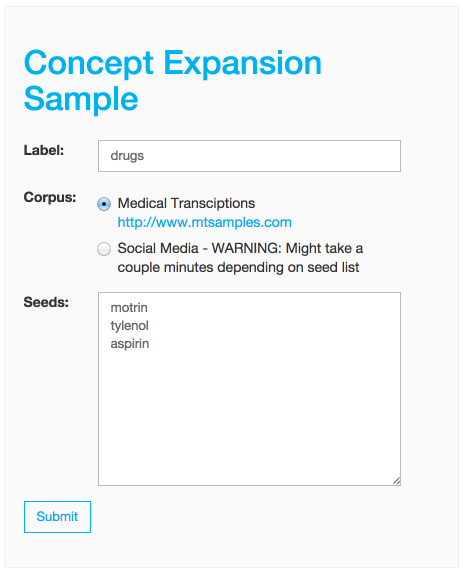 Concept Expansion
Sample
Label:
drugs
Corpus:
Medical Transciptions
http://www.mtsamples.com
Social Media - WARNING: Might take a
couple minutes depending on seed list
Seeds:
motrin
tylenol
aspirin
Submit